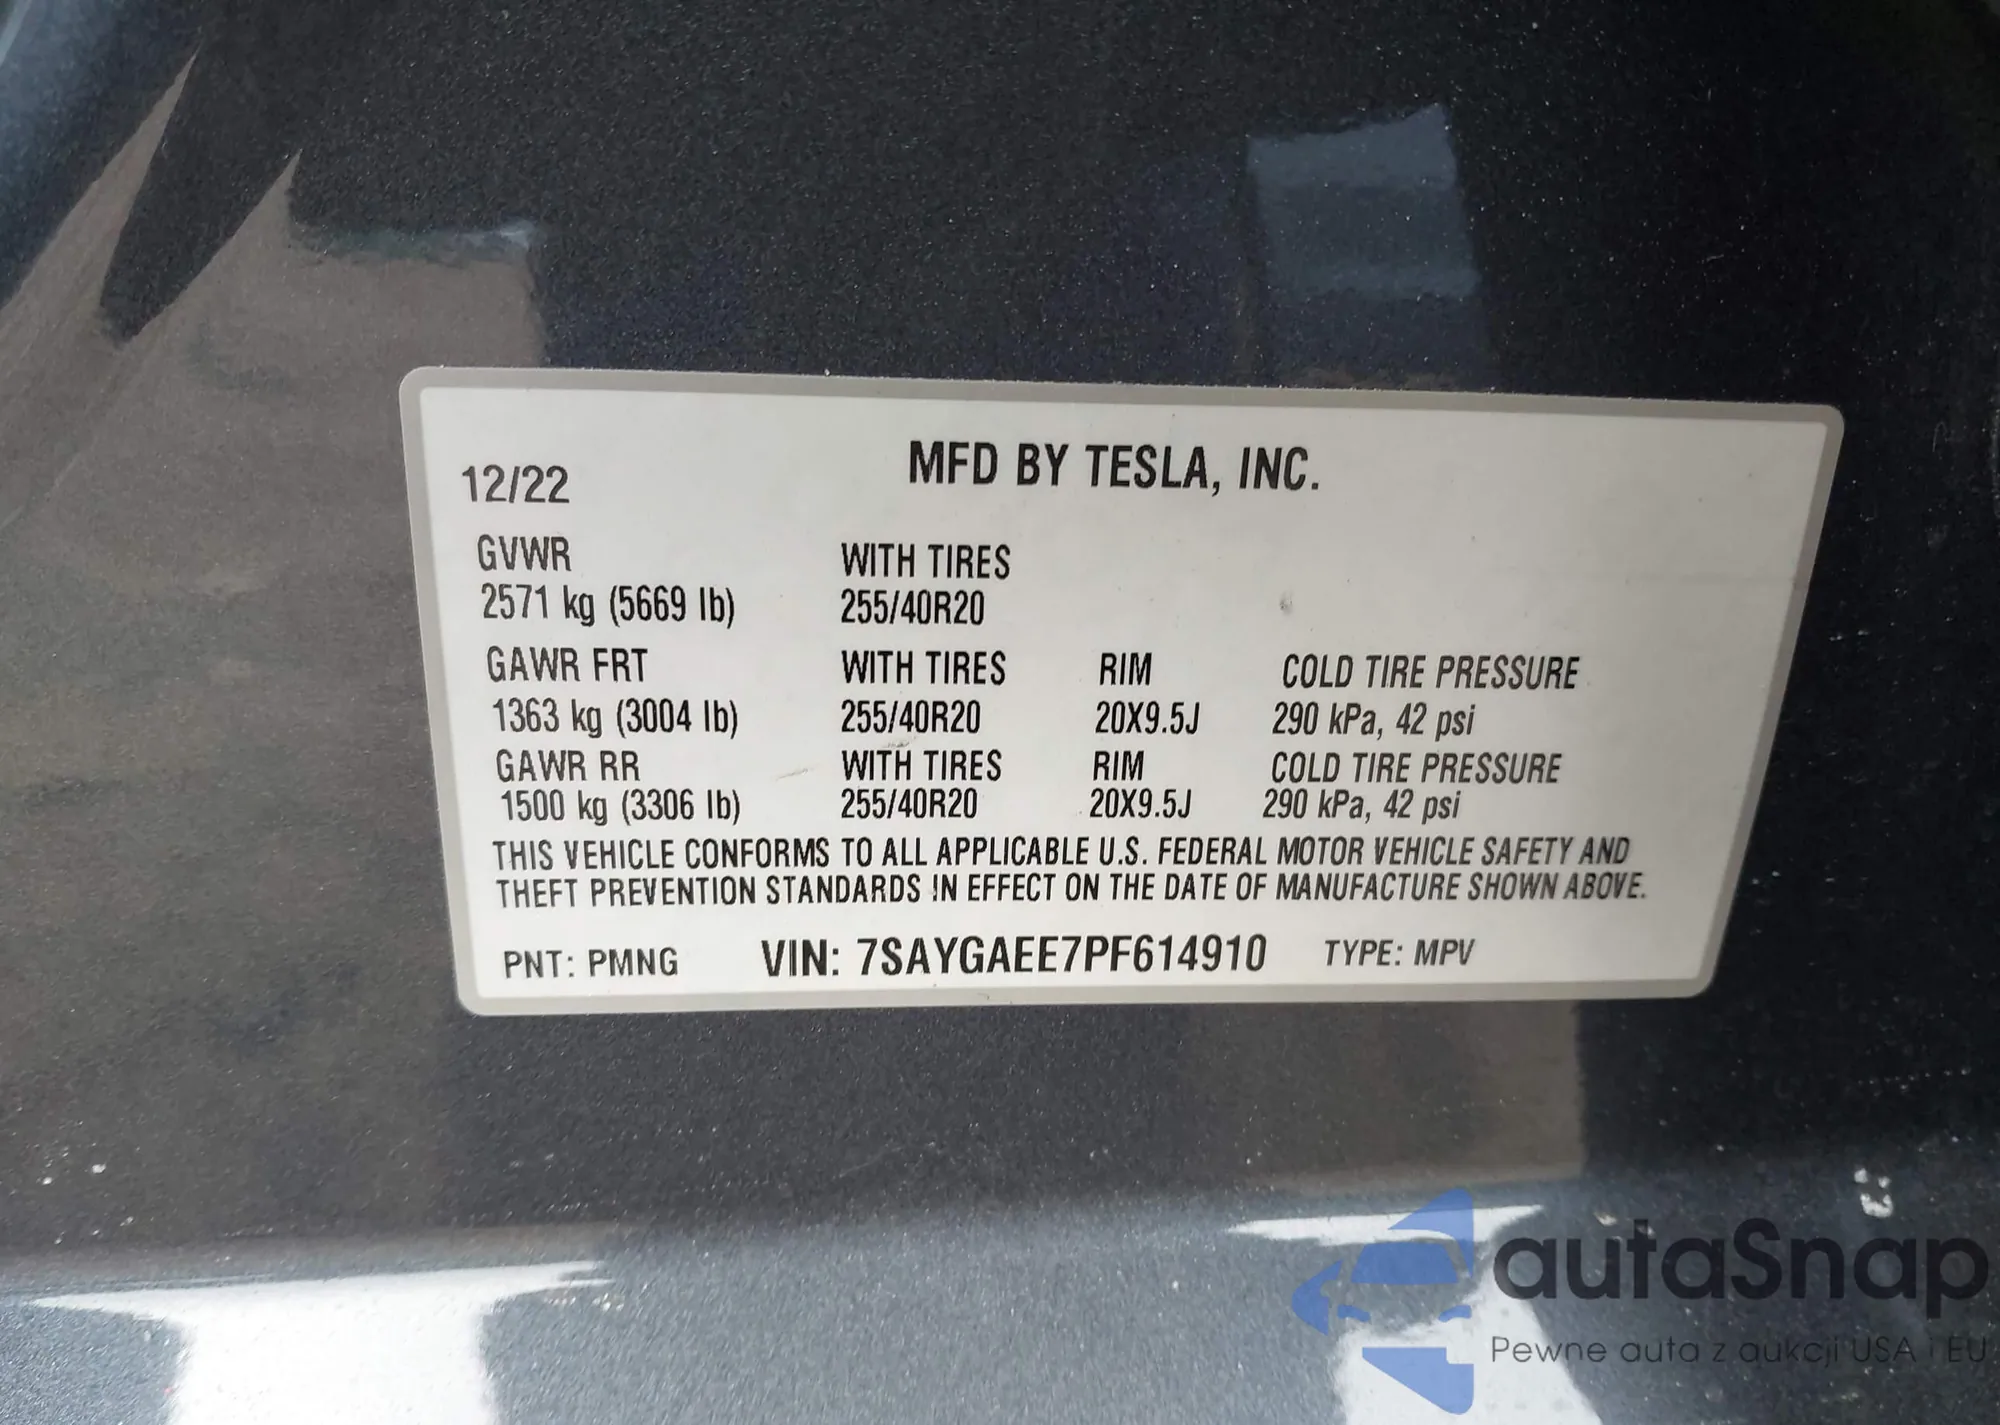 12/22 MFD BY TESLA, INC.
GVWR WITH TIRES
2571 kg (5669 lb) 255/40R20
GAWR FRT WITH TIRES RIM COLD TIRE PRESSURE
1363 kg (3004 lb) 255/40R20 20X9.5J 290 kPa, 42 psi
GAWR RR WITH TIRES RIM COLD TIRE PRESSURE
1500 kg (3306 lb) 255/40R20 20X9.5J 290 kPa, 42 psi
THIS VEHICLE CONFORMS TO ALL APPLICABLE U.S. FEDERAL MOTOR VEHICLE SAFETY AND
THEFT PREVENTION STANDARDS IN EFFECT ON THE DATE OF MANUFACTURE SHOWN ABOVE.
PNT: PMNG VIN: 7SAYGAEE7PF614910 TYPE: MPV
autaSnap
Pewne auta z aukcji USA i EU